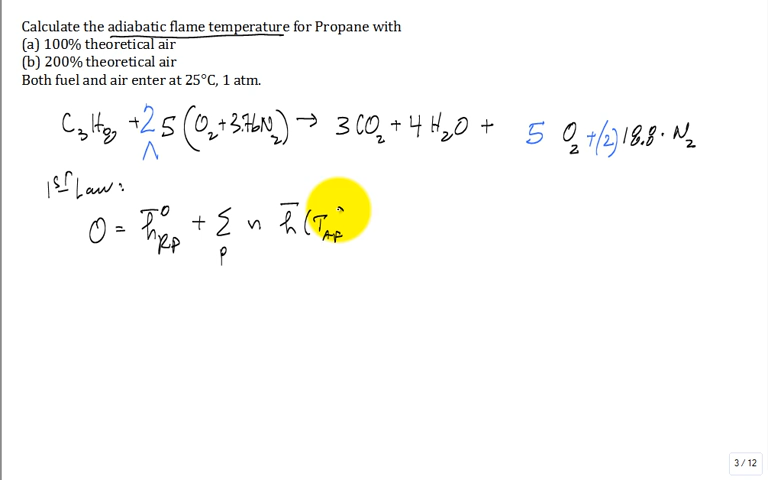 Calculate the adiabatic flame temperature for Propane with
(a) 100% theoretical air
(b) 200% theoretical air
Both fuel and air enter at 25°C, 1 atm.
C₃H₈ + 2 5 (O₂ + 3.76N₂) → 3 CO₂ + 4 H₂O + 5 O₂ + (2) 18.8 · N₂
1st Law:
0 = h̄°RP + Σ_P n h̄ (T_AF
3 / 12